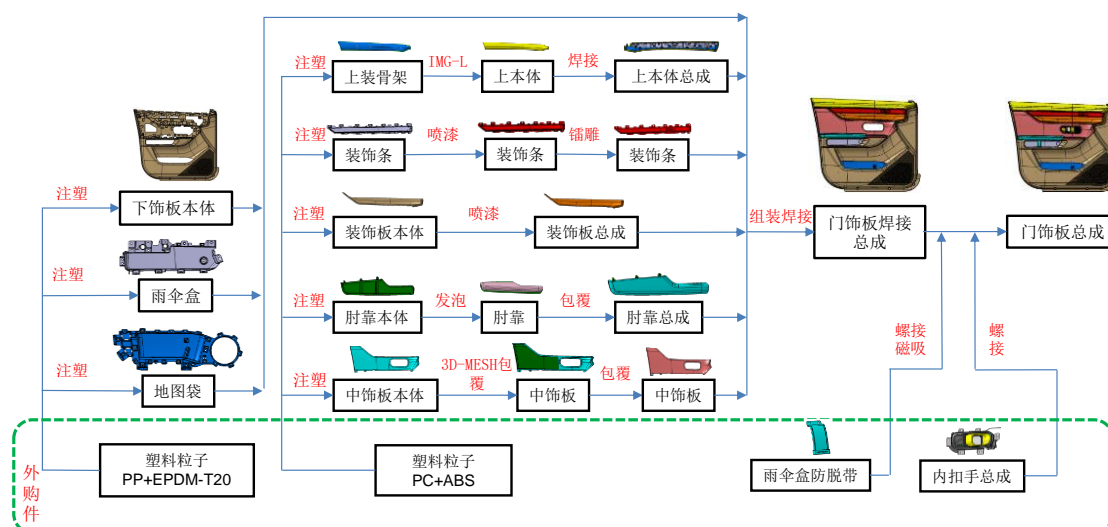 注塑
IMG-L
焊接
上装骨架
上本体
上本体总成
注塑
喷漆
镭雕
装饰条
装饰条
装饰条
注塑
下饰板本体
注塑
喷漆
装饰板本体
装饰板总成
组装焊接
门饰板焊接
总成
门饰板总成
注塑
雨伞盒
注塑
发泡
包覆
肘靠本体
肘靠
肘靠总成
螺接
磁吸
螺
接
注塑
地图袋
注塑
3D-MESH包
覆
包覆
中饰板本体
中饰板
中饰板
外
购
件
塑料粒子
PP+EPDM-T20
塑料粒子
PC+ABS
雨伞盒防脱带
内扣手总成